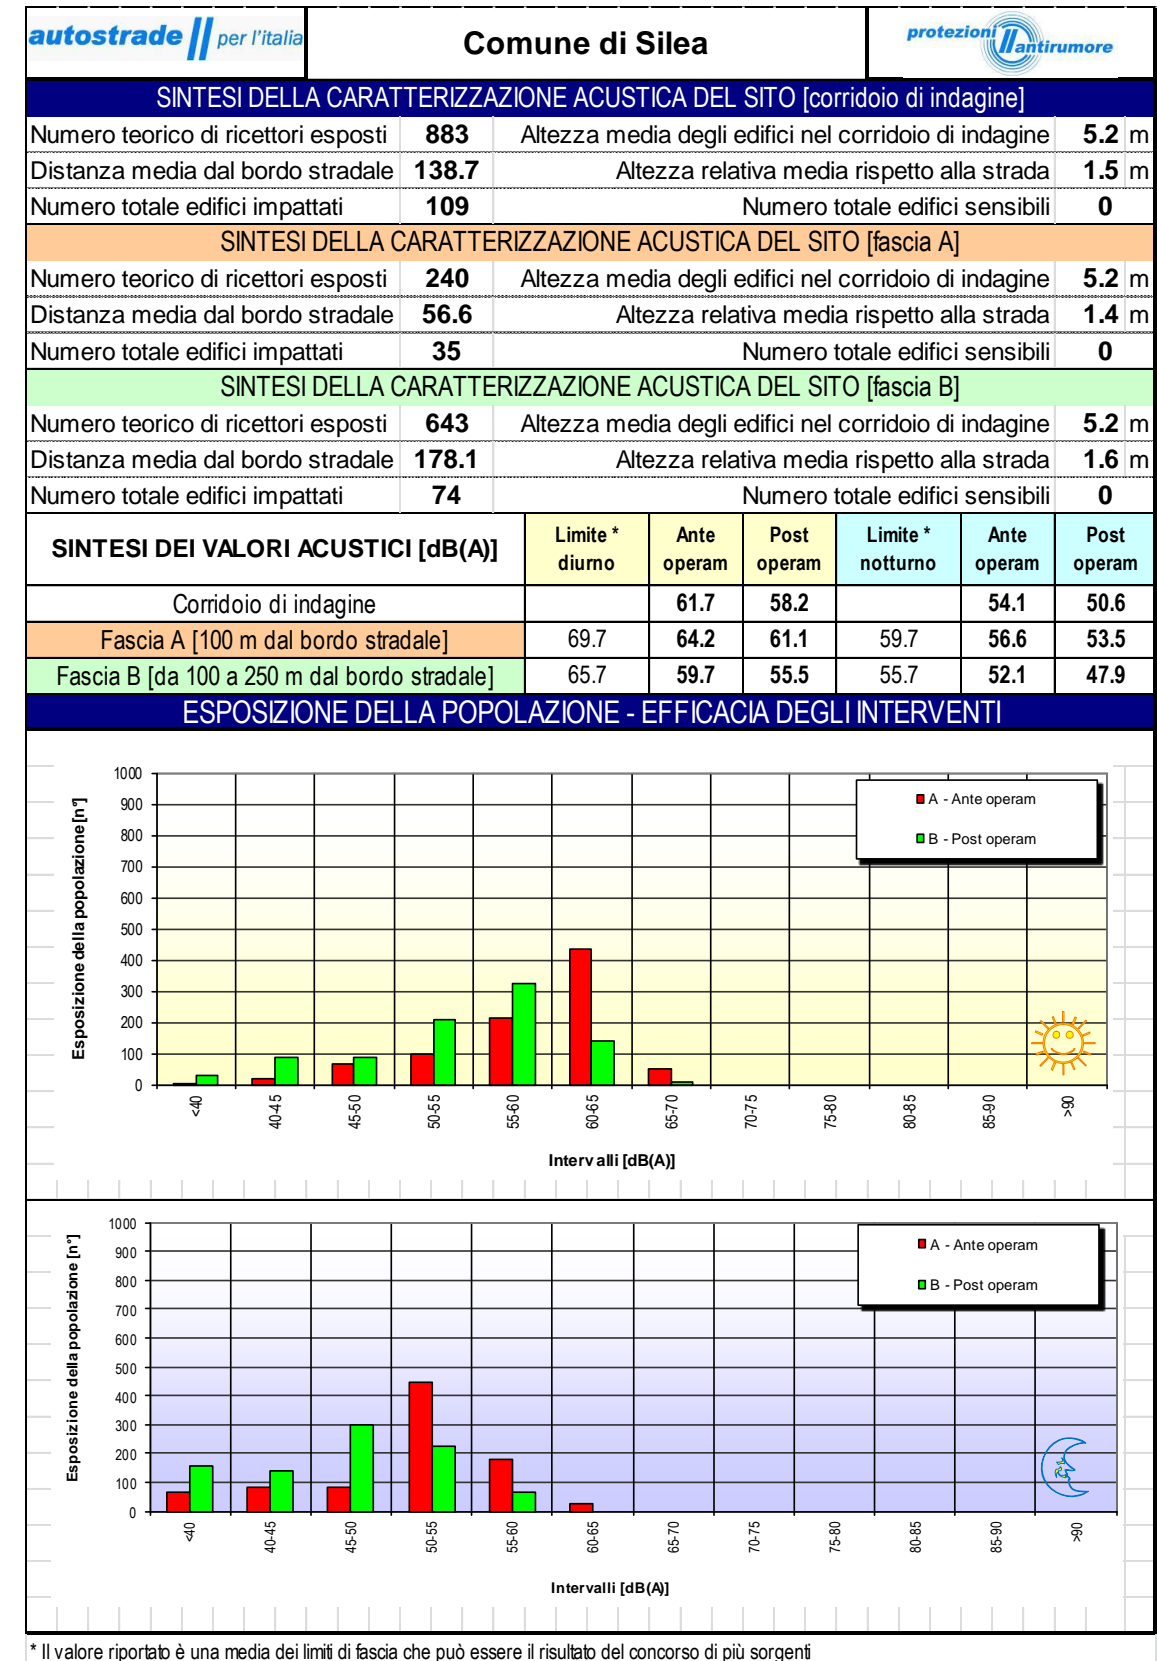 autostrade per l'italia
Comune di Silea
protezioni antirumore
SINTESI DELLA CARATTERIZZAZIONE ACUSTICA DEL SITO [corridoio di indagine]
Numero teorico di ricettori esposti 883 Altezza media degli edifici nel corridoio di indagine 5.2 m
Distanza media dal bordo stradale 138.7 Altezza relativa media rispetto alla strada 1.5 m
Numero totale edifici impattati 109 Numero totale edifici sensibili 0
SINTESI DELLA CARATTERIZZAZIONE ACUSTICA DEL SITO [fascia A]
Numero teorico di ricettori esposti 240 Altezza media degli edifici nel corridoio di indagine 5.2 m
Distanza media dal bordo stradale 56.6 Altezza relativa media rispetto alla strada 1.4 m
Numero totale edifici impattati 35 Numero totale edifici sensibili 0
SINTESI DELLA CARATTERIZZAZIONE ACUSTICA DEL SITO [fascia B]
Numero teorico di ricettori esposti 643 Altezza media degli edifici nel corridoio di indagine 5.2 m
Distanza media dal bordo stradale 178.1 Altezza relativa media rispetto alla strada 1.6 m
Numero totale edifici impattati 74 Numero totale edifici sensibili 0
SINTESI DEI VALORI ACUSTICI [dB(A)] Limite * diurno Ante operam Post operam Limite * notturno Ante operam Post operam
Corridoio di indagine 61.7 58.2 54.1 50.6
Fascia A [100 m dal bordo stradale] 69.7 64.2 61.1 59.7 56.6 53.5
Fascia B [da 100 a 250 m dal bordo stradale] 65.7 59.7 55.5 55.7 52.1 47.9
ESPOSIZIONE DELLA POPOLAZIONE - EFFICACIA DEGLI INTERVENTI
Esposizione della popolazione [n°]
1000
900
800
700
600
500
400
300
200
100
0
A - Ante operam
B - Post operam
<40 40-45 45-50 50-55 55-60 60-65 65-70 70-75 75-80 80-85 85-90 >90
Intervalli [dB(A)]
Esposizione della popolazione [n°]
1000
900
800
700
600
500
400
300
200
100
0
A - Ante operam
B - Post operam
<40 40-45 45-50 50-55 55-60 60-65 65-70 70-75 75-80 80-85 85-90 >90
Intervalli [dB(A)]
* Il valore riportato è una media dei limiti di fascia che può essere il risultato del concorso di più sorgenti